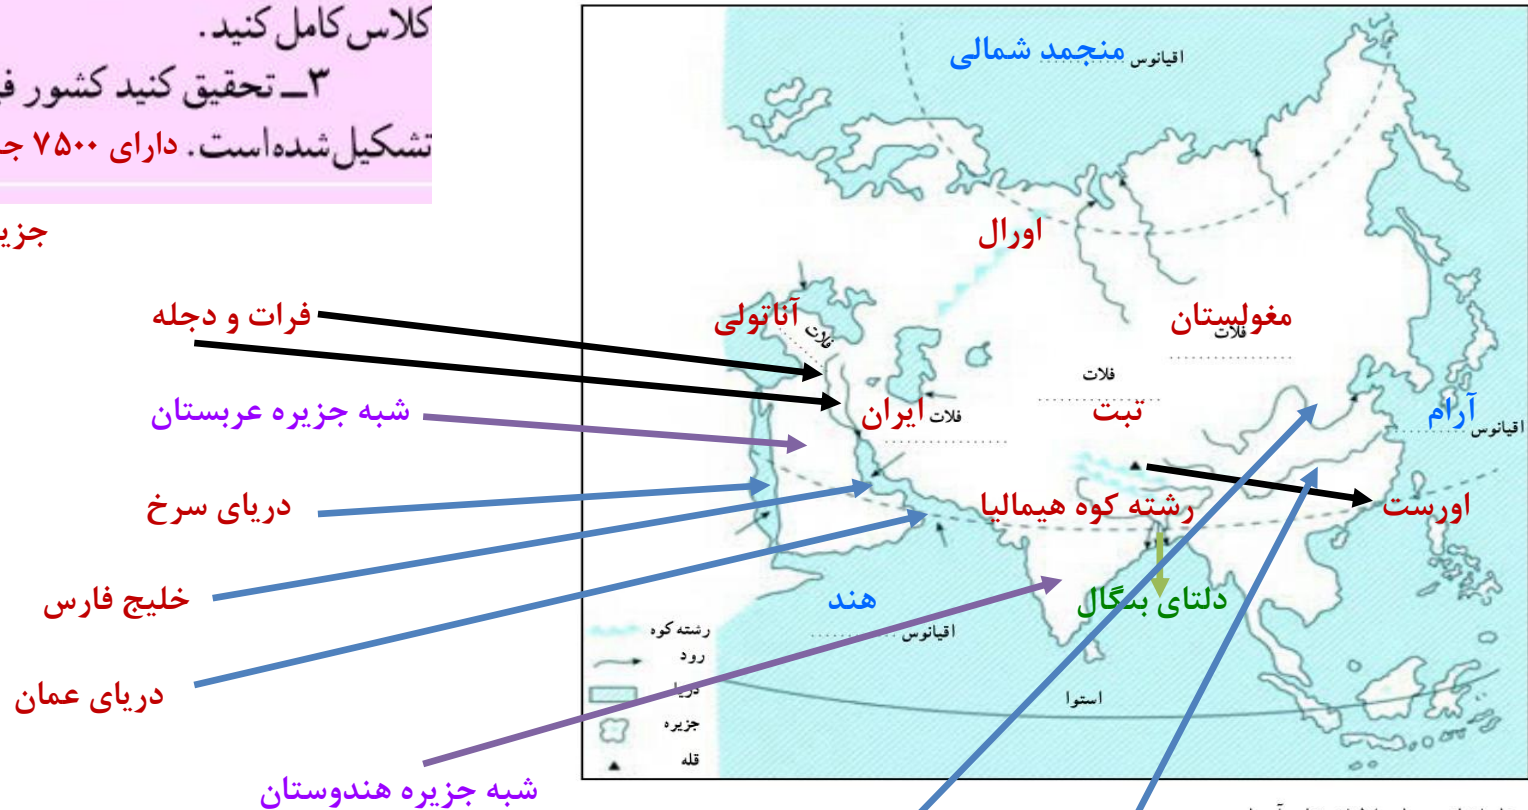 کلاس کامل کنید.
۳ــ تحقیق کنید کشور
تشکیل شده است. دارای ۷۵۰۰
اقیانوس منجمد شمالی
اورال
فرات و دجله
آناتولی
فلات
مغولستان
فلات
فلات
تبت
شبه جزیره عربستان
فلات ایران
آرام
اقیانوس
دریای سرخ
رشته کوه هیمالیا
اورست
خلیج فارس
هند
اقیانوس
دلتای بنگال
دریای عمان
استوا
رشته کوه
رود
دریا
جزیره
قله
شبه جزیره هندوستان